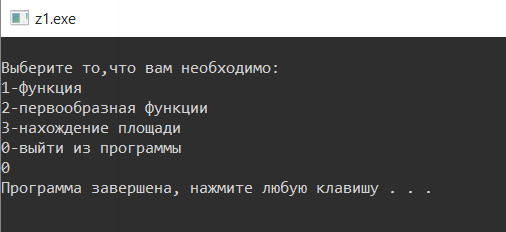 z1.exe
Выберите то,что вам необходимо:
1-функция
2-первообразная функции
3-нахождение площади
0-выйти из программы
0
Программа завершена, нажмите любую клавишу . . .